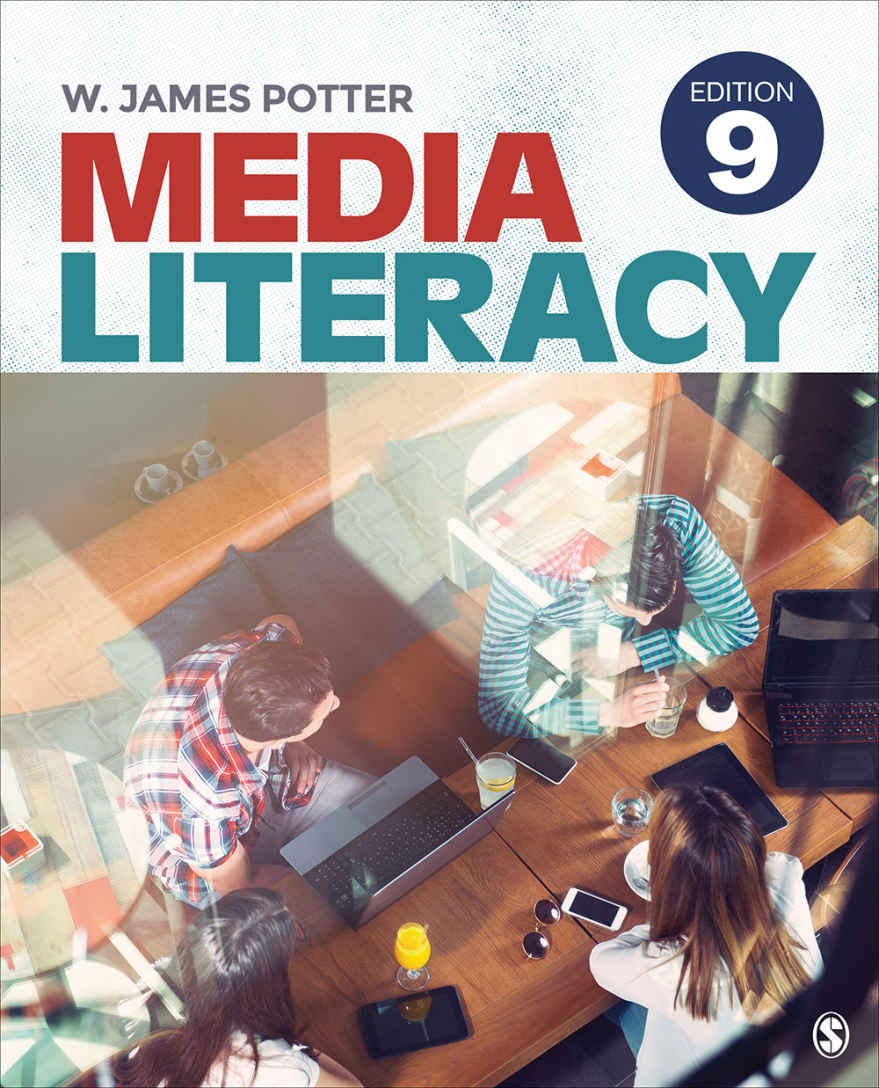 W. JAMES POTTER
EDITION
9
MEDIA
LITERACY
S